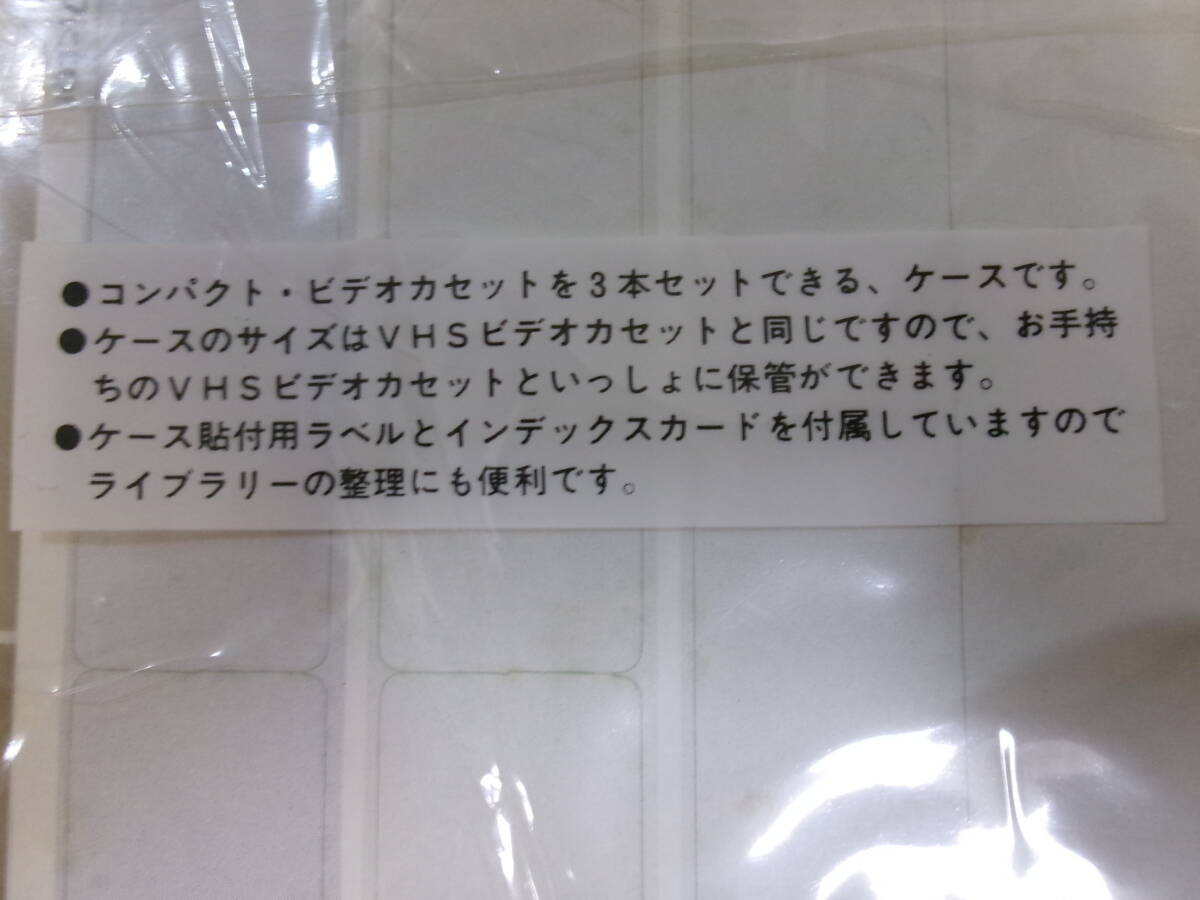 ●コンパクト・ビデオカセットを3本セットできる、ケースです。
●ケースのサイズはVHSビデオカセットと同じですので、お手持
ちのVHSビデオカセットといっしょに保管ができます。
●ケース貼付用ラベルとインデックスカードを付属していますので
ライブラリーの整理にも便利です。